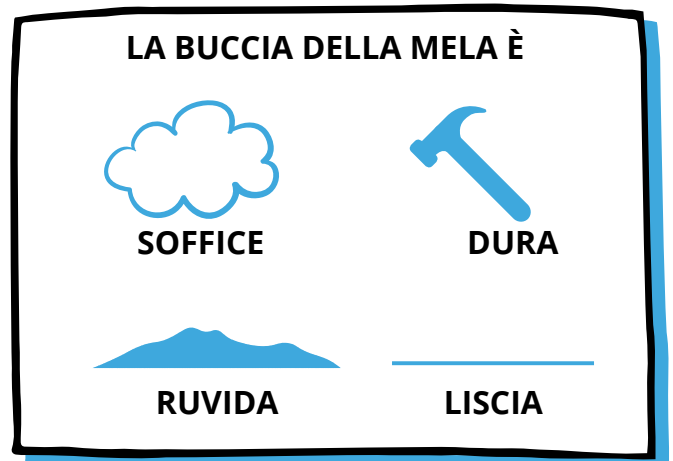 LA BUCCIA DELLA MELA È
SOFFICE
DURA
RUVIDA
LISCIA